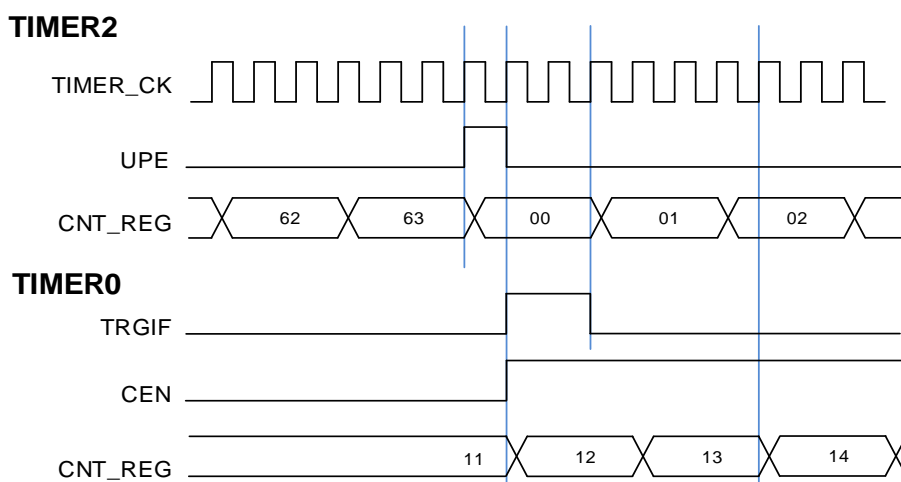 TIMER2
TIMER_CK
UPE
CNT_REG 62 63 00 01 02
TIMER0
TRGIF
CEN
CNT_REG 11 12 13 14